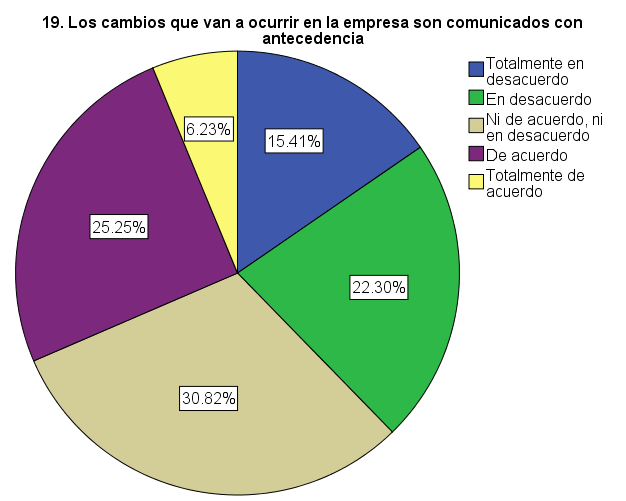 19. Los cambios que van a ocurrir en la empresa son comunicados con
antecedencia
Totalmente en
desacuerdo
En desacuerdo
Ni de acuerdo, ni
en desacuerdo
De acuerdo
Totalmente de
acuerdo
6.23%
15.41%
25.25%
22.30%
30.82%